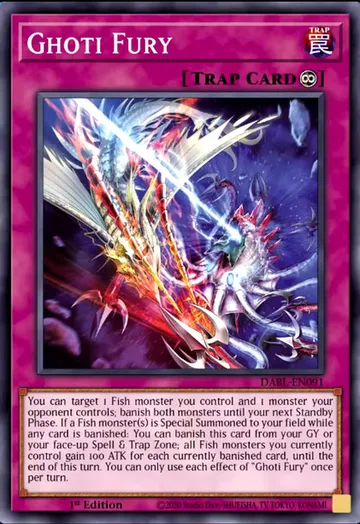 Ghoti Fury
TRAP
罠
[Trap Card∞]
DABL-EN091
You can target 1 Fish monster you control and 1 monster your
opponent controls; banish both monsters until your next Standby
Phase. If a Fish monster(s) is Special Summoned to your field while
any card is banished: You can banish this card from your GY or
your face-up Spell & Trap Zone; all Fish monsters you currently
control gain 100 ATK for each currently banished card, until the
end of this turn. You can only use each effect of "Ghoti Fury" once
per turn.
1st Edition
©2020 Studio Dice/SHUEISHA, TV TOKYO, KONAMI